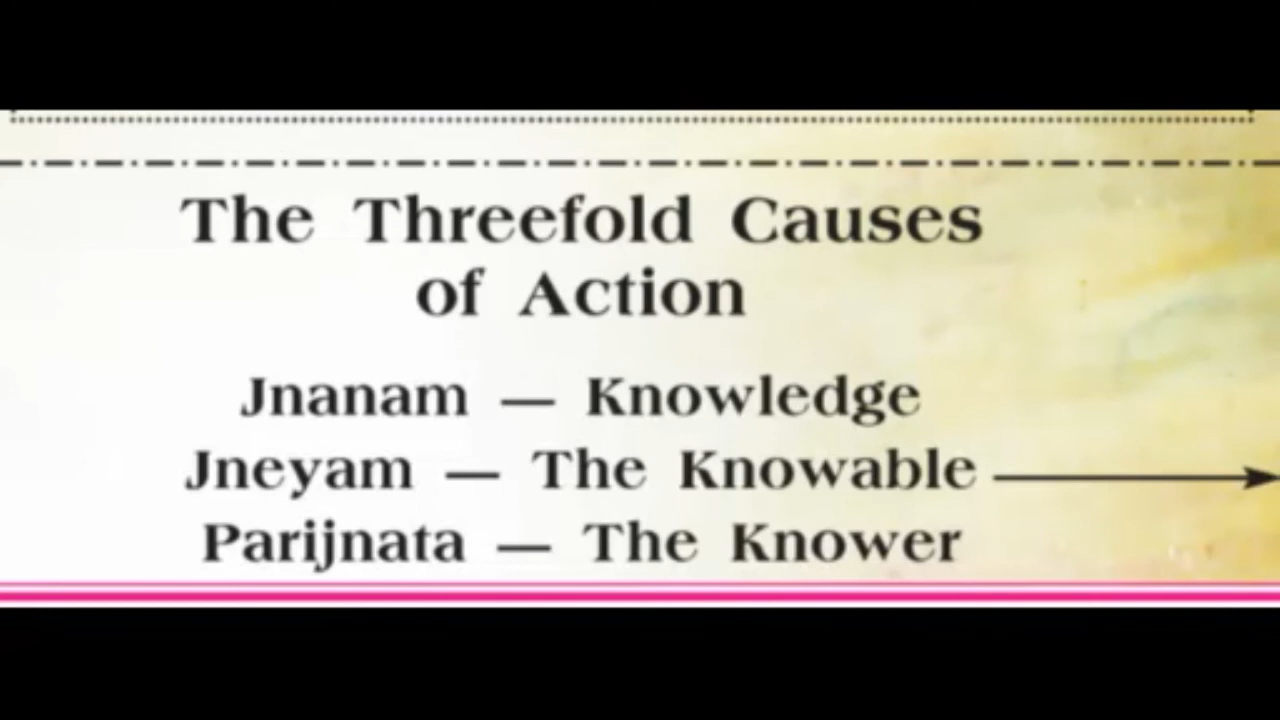 The Threefold Causes
of Action
Jnanam — Knowledge
Jneyam — The Knowable
Parijnata — The Knower